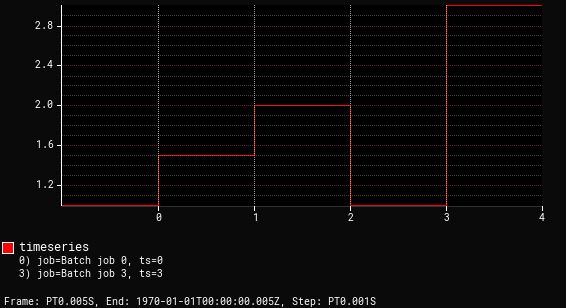 2.8
2.4
2.0
1.6
1.2
0 1 2 3 4
timeseries
0) job=Batch job 0, ts=0
3) job=Batch job 3, ts=3
Frame: PT0.005S, End: 1970-01-01T00:00:00.005Z, Step: PT0.001S